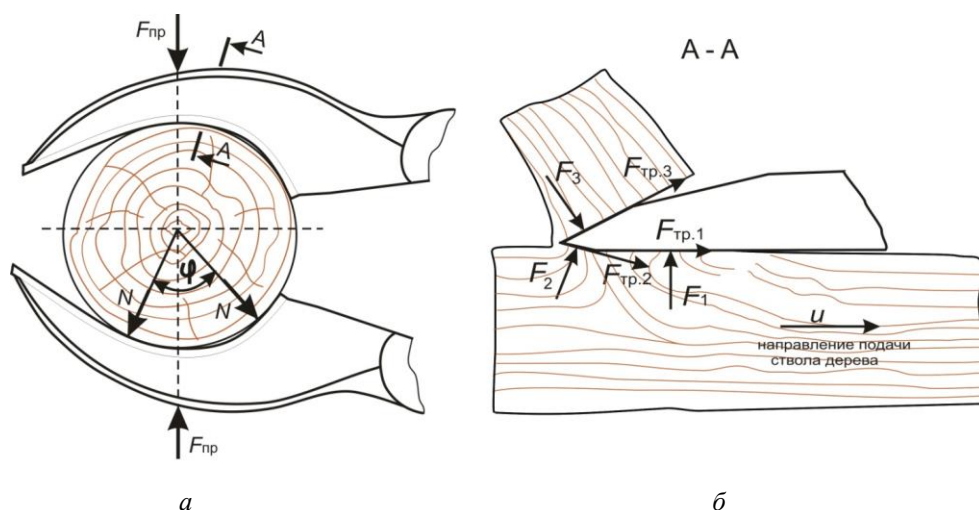 Fпр
A
A
N
φ
N
Fпр
а
A - A
F3
Fтр.3
Fтр.1
F2
Fтр.2
F1
u
направление подачи
ствола дерева
б